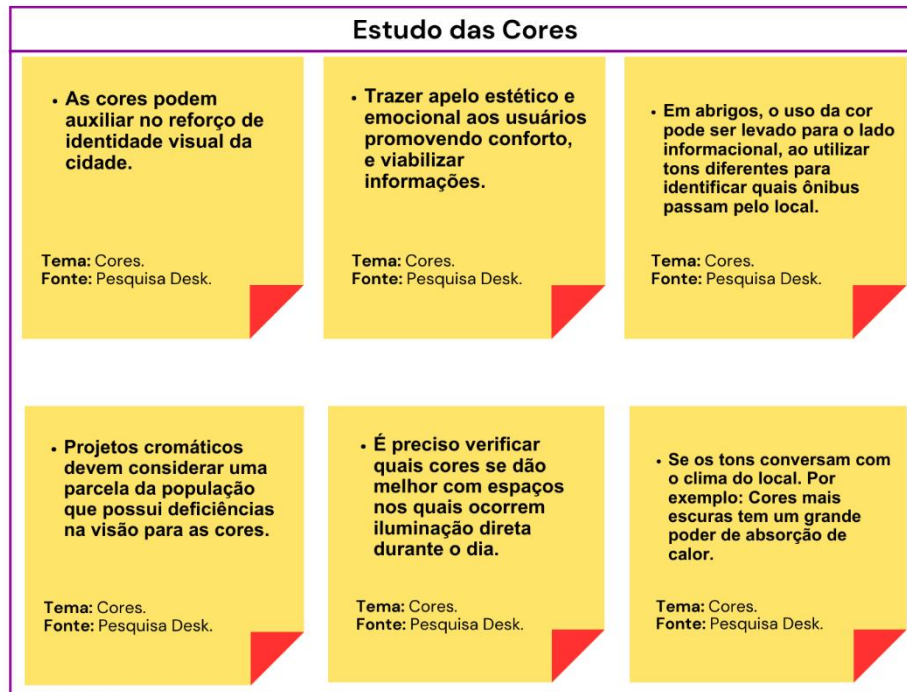 Estudo das Cores
• As cores podem
auxiliar no reforço de
identidade visual da
cidade.
Tema: Cores.
Fonte: Pesquisa Desk.
• Trazer apelo estético e
emocional aos usuários
promovendo conforto,
e viabilizar
informações.
Tema: Cores.
Fonte: Pesquisa Desk.
• Em abrigos, o uso da cor
pode ser levado para o lado
informacional, ao utilizar
tons diferentes para
identificar quais ônibus
passam pelo local.
Tema: Cores.
Fonte: Pesquisa Desk.
• Projetos cromáticos
devem considerar uma
parcela da população
que possui deficiências
na visão para as cores.
Tema: Cores.
Fonte: Pesquisa Desk.
• É preciso verificar
quais cores se dão
melhor com espaços
nos quais ocorrem
iluminação direta
durante o dia.
Tema: Cores.
Fonte: Pesquisa Desk.
• Se os tons conversam com
o clima do local. Por
exemplo: Cores mais
escuras tem um grande
poder de absorção de
calor.
Tema: Cores.
Fonte: Pesquisa Desk.